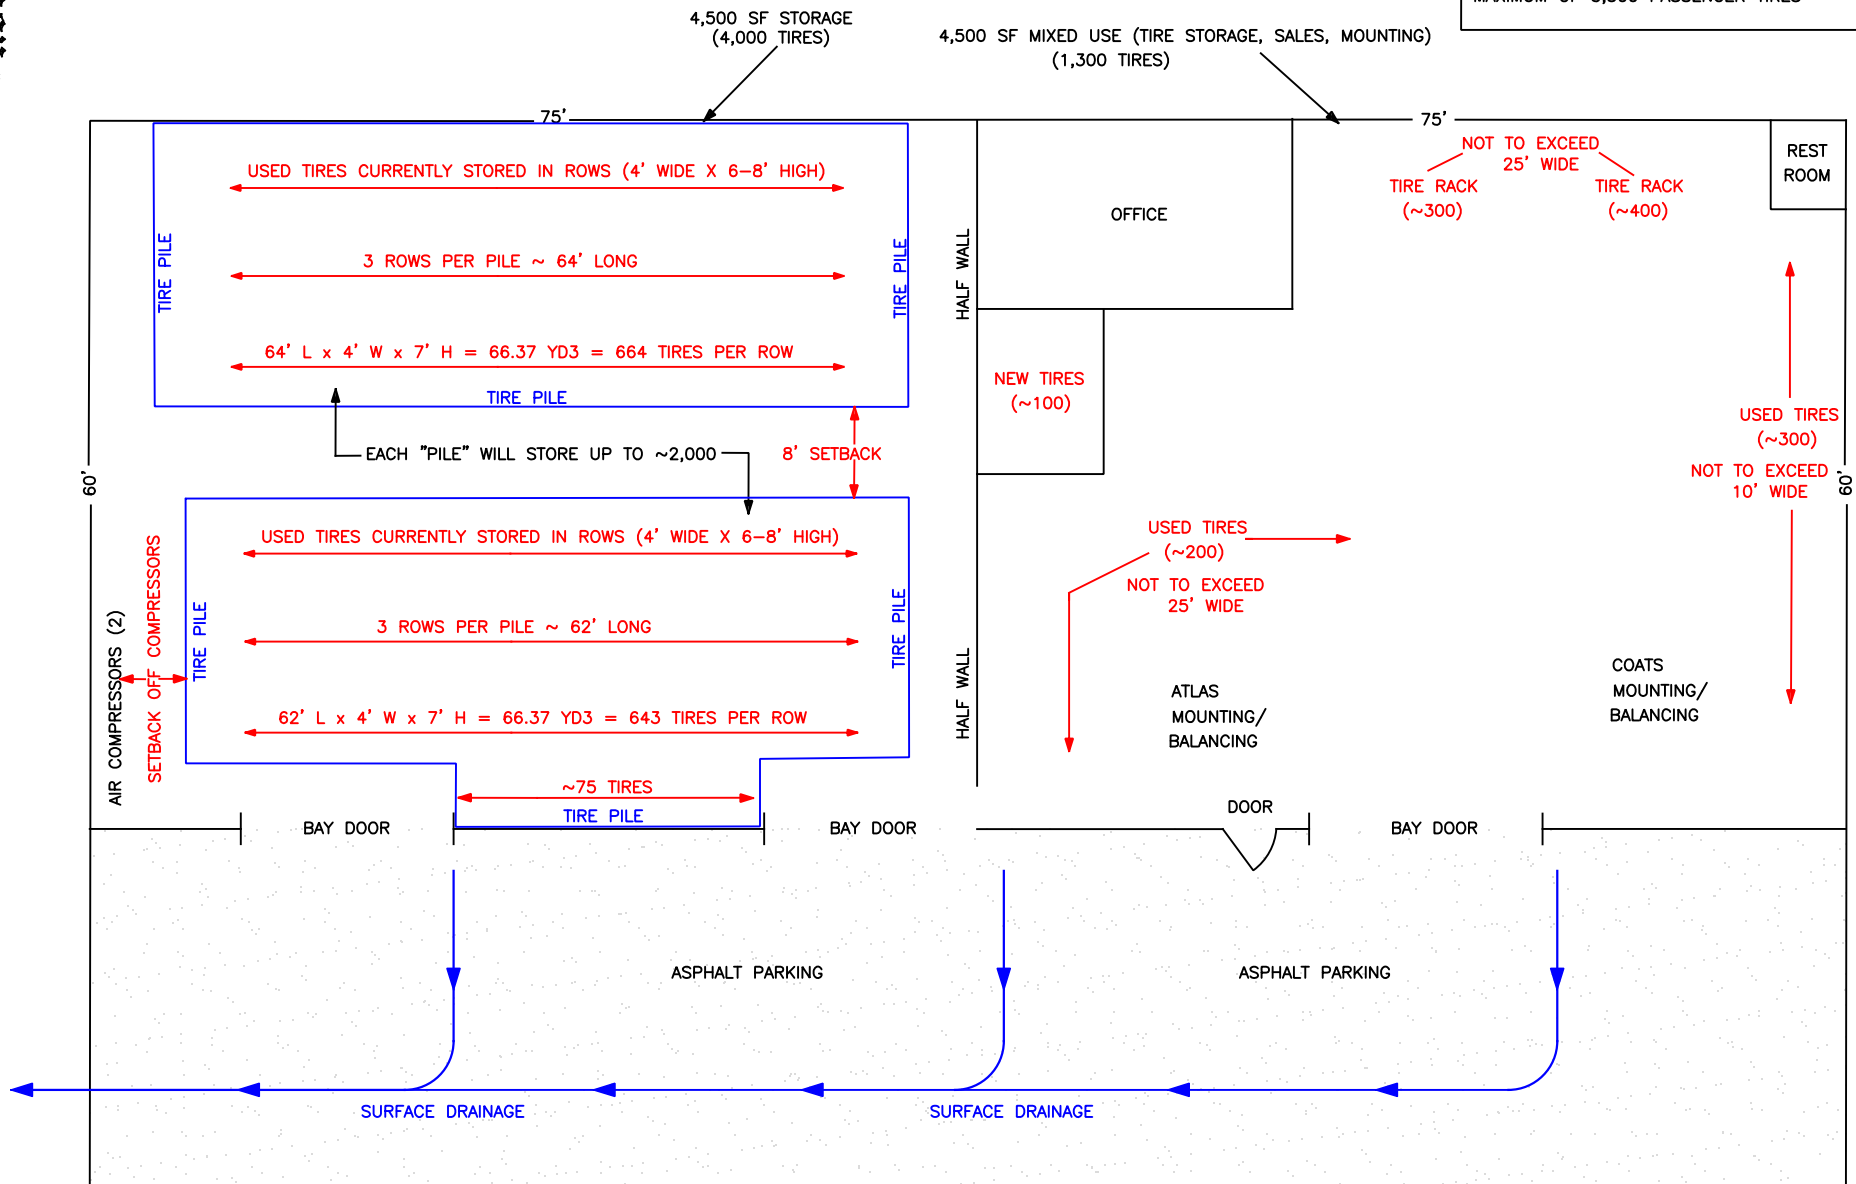 4,500 SF STORAGE
(4,000 TIRES)
4,500 SF MIXED USE (TIRE STORAGE, SALES, MOUNTING)
(1,300 TIRES)
75'
75'
USED TIRES CURRENTLY STORED IN ROWS (4' WIDE X 6-8' HIGH)
3 ROWS PER PILE ~ 64' LONG
64' L x 4' W x 7' H = 66.37 YD3 = 664 TIRES PER ROW
TIRE PILE
TIRE PILE
TIRE PILE
HALF WALL
OFFICE
NOT TO EXCEED
25' WIDE
TIRE RACK
(~300)
TIRE RACK
(~400)
REST
ROOM
NEW TIRES
(~100)
USED TIRES
(~300)
NOT TO EXCEED
10' WIDE
60'
60'
EACH "PILE" WILL STORE UP TO ~2,000
8' SETBACK
USED TIRES CURRENTLY STORED IN ROWS (4' WIDE X 6-8' HIGH)
3 ROWS PER PILE ~ 62' LONG
62' L x 4' W x 7' H = 66.37 YD3 = 643 TIRES PER ROW
TIRE PILE
TIRE PILE
AIR COMPRESSORS (2)
SETBACK OFF COMPRESSORS
~75 TIRES
TIRE PILE
HALF WALL
USED TIRES
(~200)
NOT TO EXCEED
25' WIDE
ATLAS
MOUNTING/
BALANCING
COATS
MOUNTING/
BALANCING
BAY DOOR
BAY DOOR
DOOR
BAY DOOR
ASPHALT PARKING
ASPHALT PARKING
SURFACE DRAINAGE
SURFACE DRAINAGE